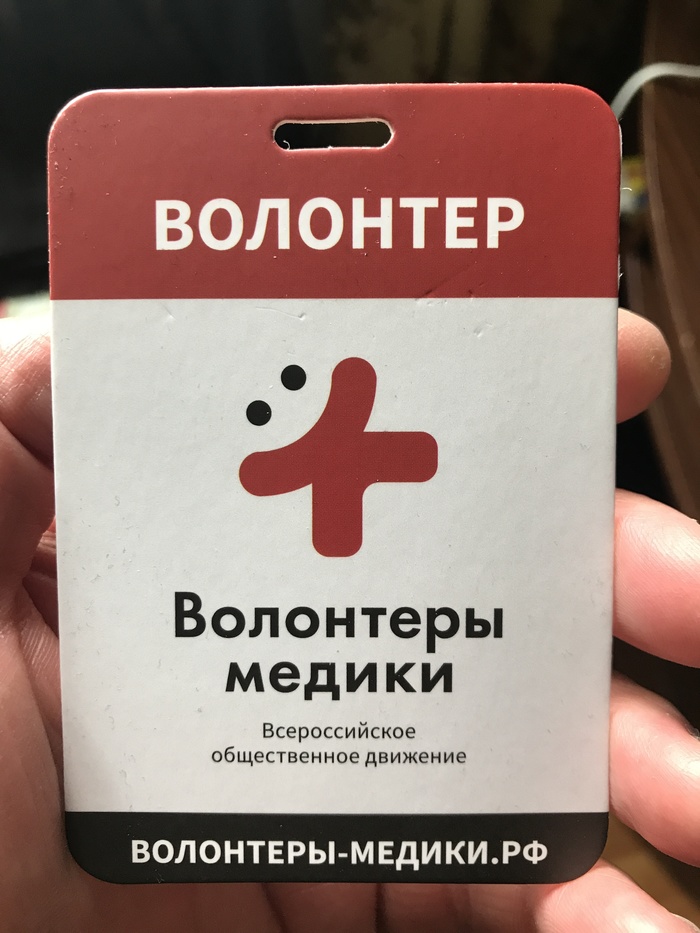 ВОЛОНТЕР
Волонтеры
медики
Всероссийское
общественное движение
ВОЛОНТЕРЫ-МЕДИКИ.РФ